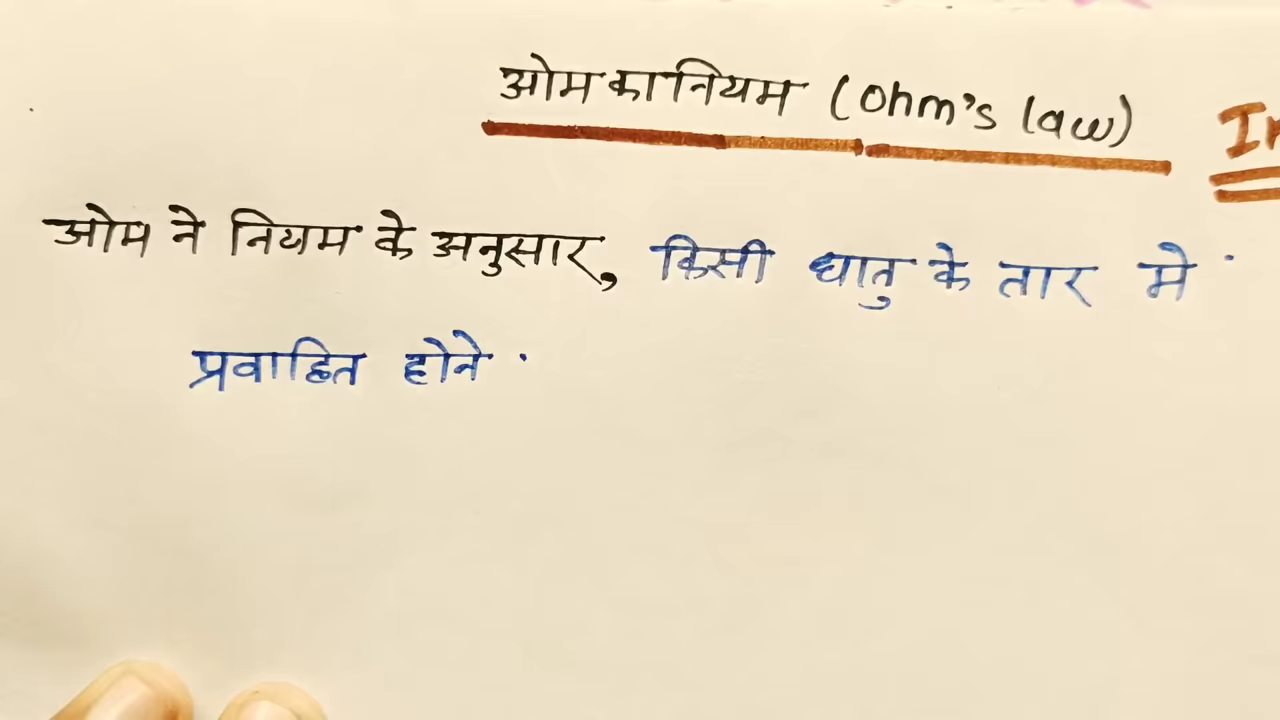 ओम का नियम (Ohm's law)
ओम ने नियम के अनुसार, किसी धातु के तार में
प्रवाहित होने